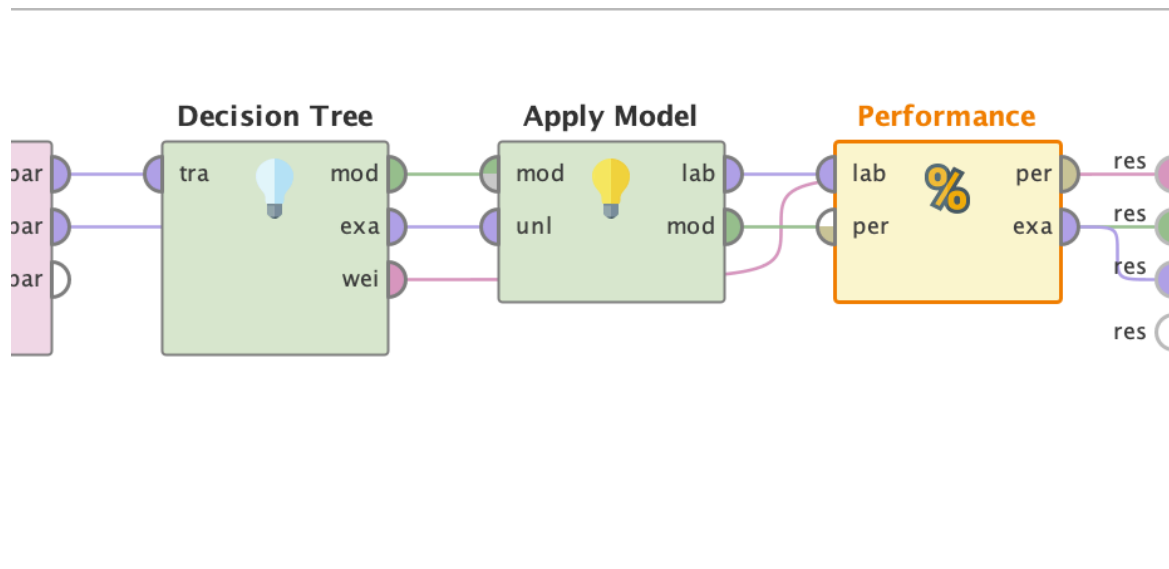 Decision Tree
Apply Model
Performance
par
tra
mod
mod
lab
lab
per
res
par
exa
unl
mod
per
exa
res
par
wei
res
res
%